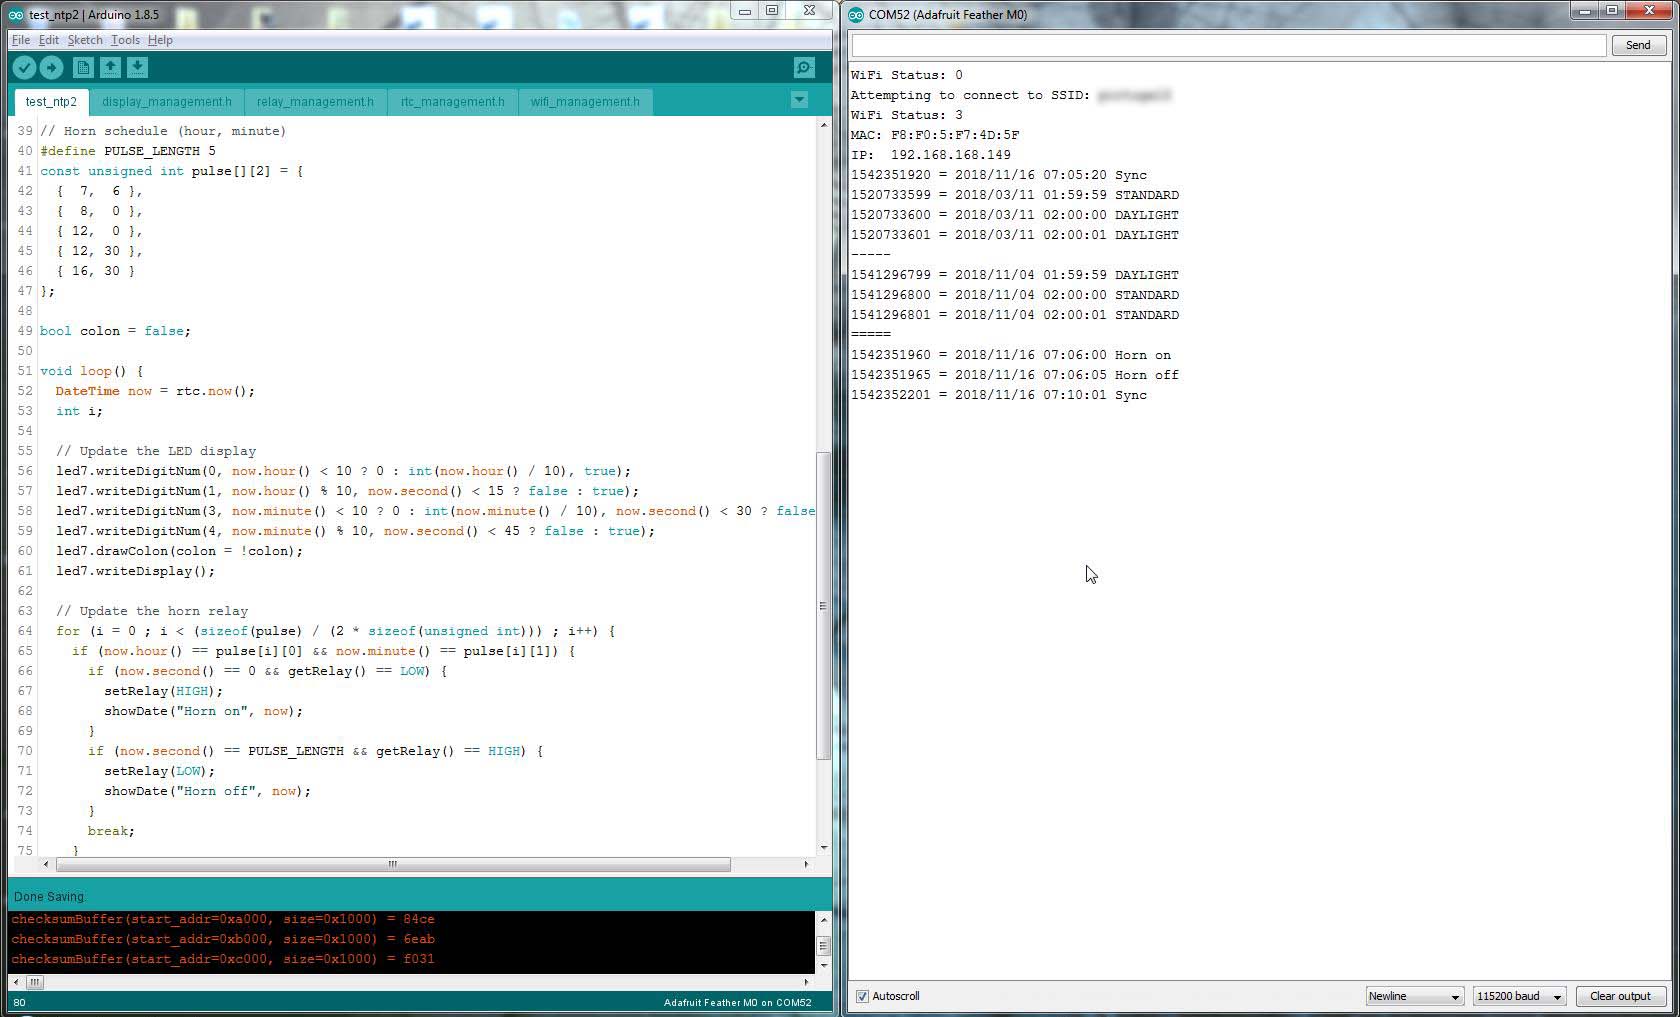 test_ntp2 | Arduino 1.8.5
File Edit Sketch Tools Help
test_ntp2 display_management.h relay_management.h rtc_management.h wifi_management.h
39 // Horn schedule (hour, minute)
40 #define PULSE_LENGTH 5
41 const unsigned int pulse[][2] = {
42   {  7,  6 },
43   {  8,  0 },
44   { 12,  0 },
45   { 12, 30 },
46   { 16, 30 }
47 };
48
49 bool colon = false;
50
51 void loop() {
52   DateTime now = rtc.now();
53   int i;
54
55   // Update the LED display
56   led7.writeDigitNum(0, now.hour() < 10 ? 0 : int(now.hour() / 10), true);
57   led7.writeDigitNum(1, now.hour() % 10, now.second() < 15 ? false : true);
58   led7.writeDigitNum(3, now.minute() < 10 ? 0 : int(now.minute() / 10), now.second() < 30 ? false
59   led7.writeDigitNum(4, now.minute() % 10, now.second() < 45 ? false : true);
60   led7.drawColon(colon = !colon);
61   led7.writeDisplay();
62
63   // Update the horn relay
64   for (i = 0 ; i < (sizeof(pulse) / (2 * sizeof(unsigned int))) ; i++) {
65     if (now.hour() == pulse[i][0] && now.minute() == pulse[i][1]) {
66       if (now.second() == 0 && getRelay() == LOW) {
67         setRelay(HIGH);
68         showDate("Horn on", now);
69       }
70       if (now.second() == PULSE_LENGTH && getRelay() == HIGH) {
71         setRelay(LOW);
72         showDate("Horn off", now);
73       }
74       break;
75     }
Done Saving.
checksumBuffer(start_addr=0xa000, size=0x1000) = 84ce
checksumBuffer(start_addr=0xb000, size=0x1000) = 6eab
checksumBuffer(start_addr=0xc000, size=0x1000) = f031
80 Adafruit Feather M0 on COM52
COM52 (Adafruit Feather M0)
Send
WiFi Status: 0
Attempting to connect to SSID:
WiFi Status: 3
MAC: F8:F0:5:F7:4D:5F
IP:  192.168.168.149
1542351920 = 2018/11/16 07:05:20 Sync
1520733599 = 2018/03/11 01:59:59 STANDARD
1520733600 = 2018/03/11 02:00:00 DAYLIGHT
1520733601 = 2018/03/11 02:00:01 DAYLIGHT
-----
1541296799 = 2018/11/04 01:59:59 DAYLIGHT
1541296800 = 2018/11/04 02:00:00 STANDARD
1541296801 = 2018/11/04 02:00:01 STANDARD
=====
1542351960 = 2018/11/16 07:06:00 Horn on
1542351965 = 2018/11/16 07:06:05 Horn off
1542352201 = 2018/11/16 07:10:01 Sync
Autoscroll Newline 115200 baud Clear output